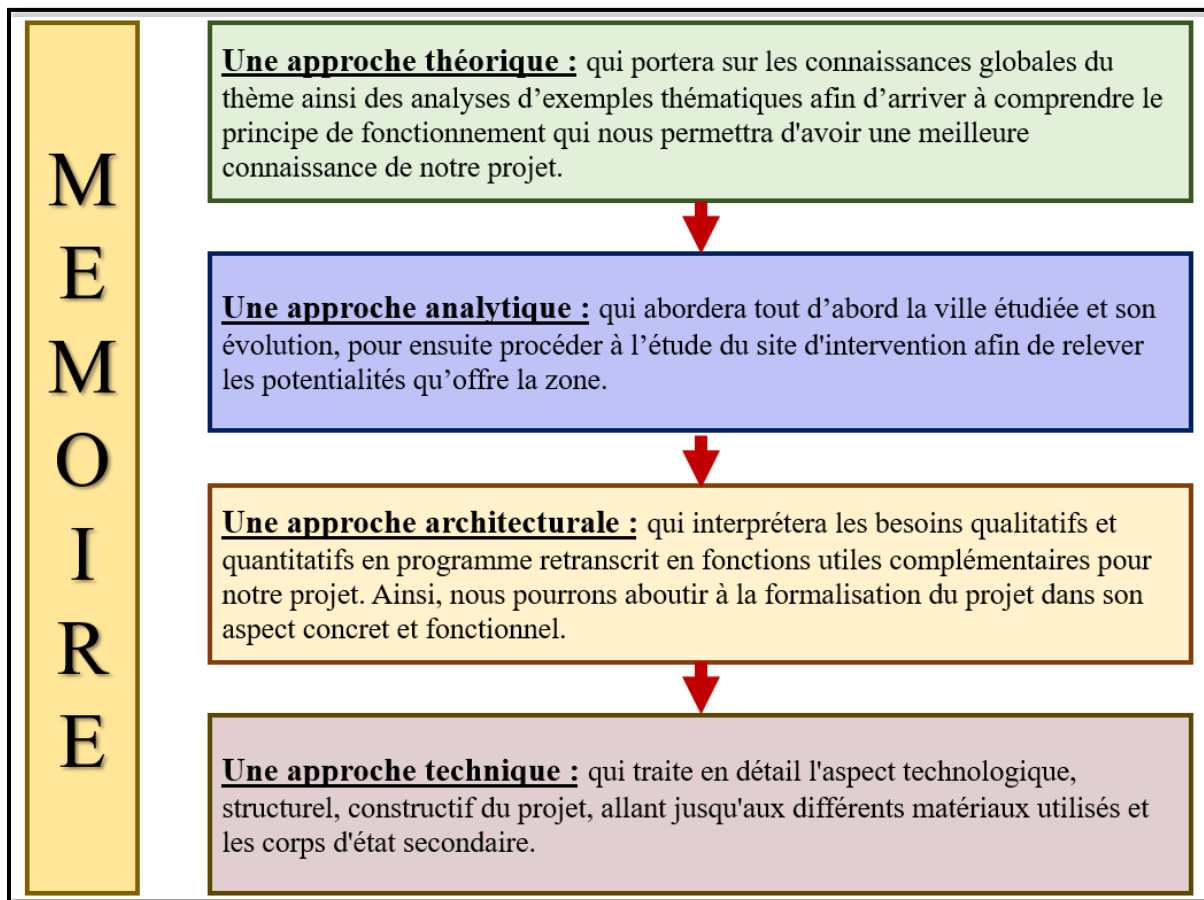 MEMOIRE
Une approche théorique : qui portera sur les connaissances globales du
thème ainsi des analyses d’exemples thématiques afin d’arriver à comprendre le
principe de fonctionnement qui nous permettra d'avoir une meilleure
connaissance de notre projet.
Une approche analytique : qui abordera tout d’abord la ville étudiée et son
évolution, pour ensuite procéder à l’étude du site d'intervention afin de relever
les potentialités qu’offre la zone.
Une approche architecturale : qui interprétera les besoins qualitatifs et
quantitatifs en programme retranscrit en fonctions utiles complémentaires pour
notre projet. Ainsi, nous pourrons aboutir à la formalisation du projet dans son
aspect concret et fonctionnel.
Une approche technique : qui traite en détail l'aspect technologique,
structurel, constructif du projet, allant jusqu'aux différents matériaux utilisés et
les corps d'état secondaire.